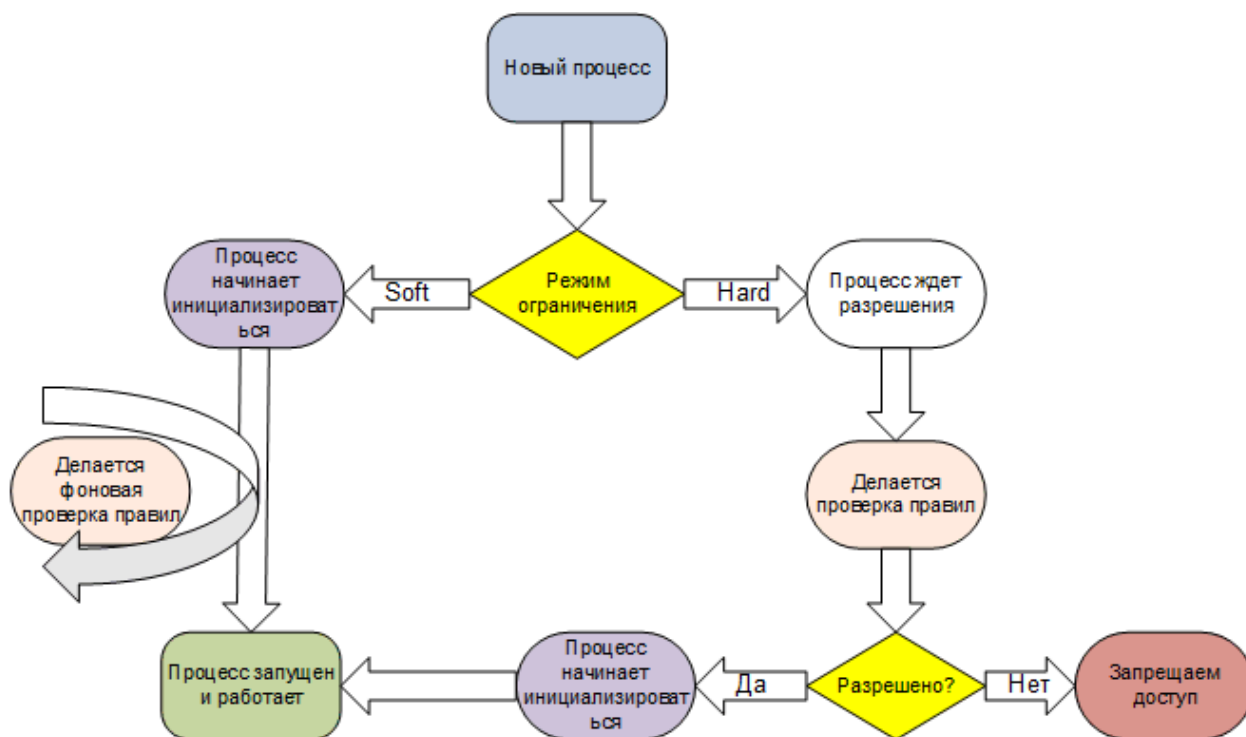 Новый процесс
Процесс
начинает
инициализироват
ься
Soft
Режим
ограничения
Hard
Процесс ждет
разрешения
Делается
фоновая
проверка правил
Делается
проверка правил
Процесс запущен
и работает
Процесс
начинает
инициализироват
ься
Да
Разрешено?
Нет
Запрещаем
доступ